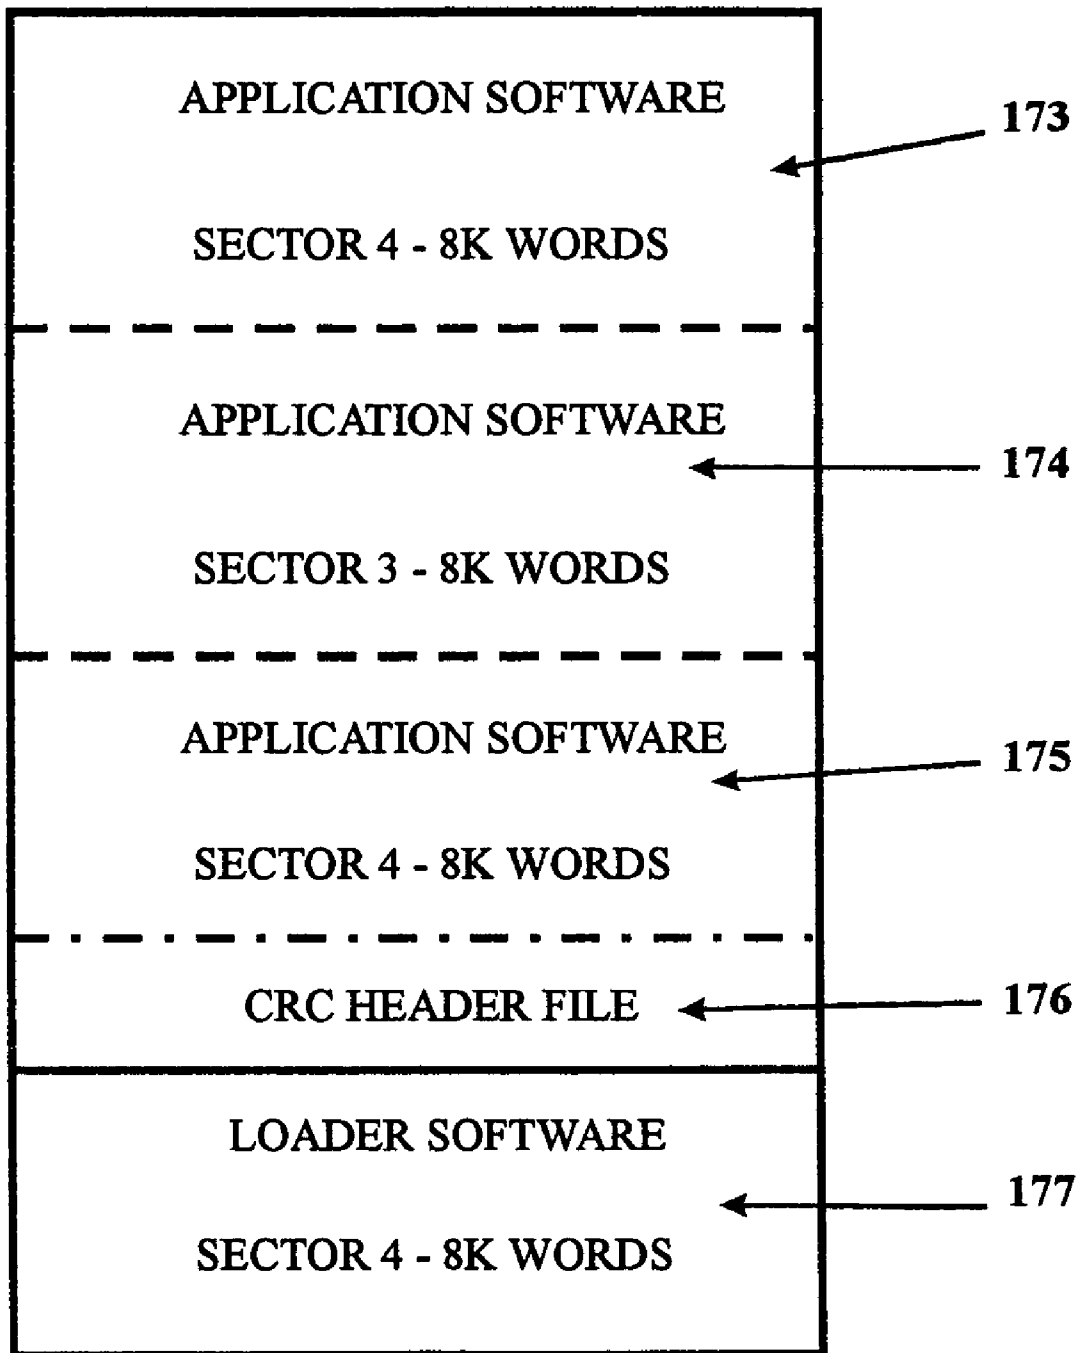 APPLICATION SOFTWARE
173
SECTOR 4 - 8K WORDS
APPLICATION SOFTWARE
174
SECTOR 3 - 8K WORDS
APPLICATION SOFTWARE
175
SECTOR 4 - 8K WORDS
CRC HEADER FILE
176
LOADER SOFTWARE
177
SECTOR 4 - 8K WORDS